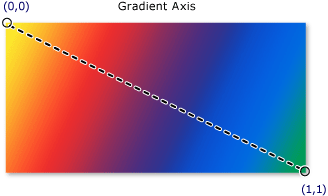 (0,0) Gradient Axis
(1,1)